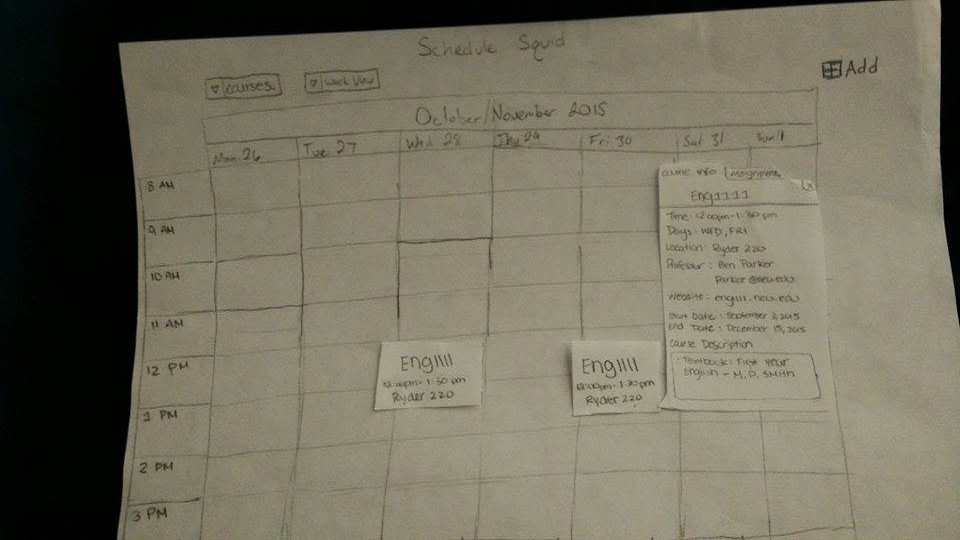 Schedule Squid
Add
courses
Week View
October/November 2015
Mon 26
Tue 27
Wed 28
Thu 29
Fri 30
Sat 31
Sun 1
8 AM
9 AM
10 AM
11 AM
12 PM
1 PM
2 PM
3 PM
Eng1111
12:00pm - 1:30 pm
Ryder 220
Eng1111
12:00pm - 1:30pm
Ryder 220
course info
Assignments
x
Eng1111
Time: 12:00pm - 1:30 pm
Days: WED, FRI
Location: Ryder 220
Professor: Ben Parker
Parker@neu.edu
Website: eng1111.neu.edu
Start Date: September 3, 2015
End Date: December 15, 2015
Course Description
Textbook: First Year
English - M.D. Smith